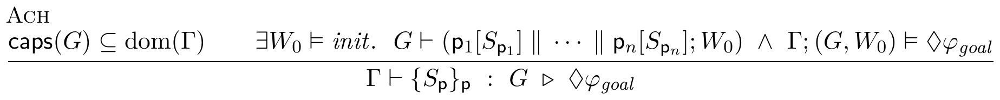 ACH
caps(G) ⊆ dom(Γ) ∃W₀ ⊨ init. G ⊢ (p₁[S_{p₁}] ∥ ··· ∥ pₙ[S_{pₙ}]; W₀) ∧ Γ; (G, W₀) ⊨ ◊φ_{goal}
Γ ⊢ {S_p}_p : G ▹ ◊φ_{goal}